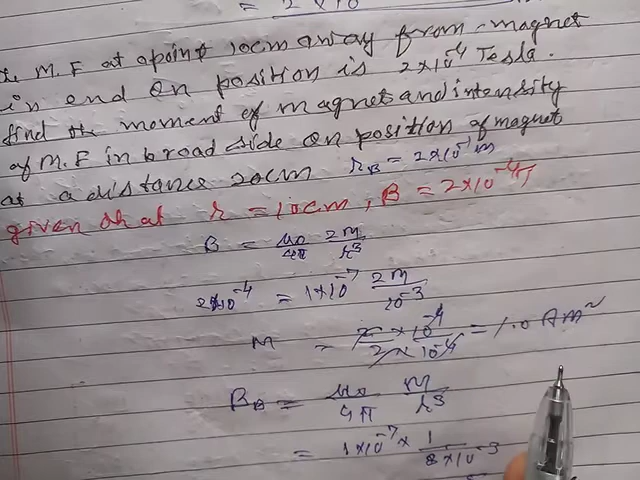 = 2 × 10
the M.F at a point 10cm away from magnet
in end on position is 2×10⁻⁴ Tesla.
find the moment of magnet and intensity
of M.F in broad side on position of magnet
at a distance 20cm r_B = 2×10⁻¹ m
given that r = 10cm, B = 2×10⁻⁴T
B = μ₀/4π 2M/r³
2×10⁻⁴ = 1×10⁻⁷ 2M/10⁻³
M = 2×10⁻⁴/2×10⁻⁴ = 1.0 Am²
B_B = μ₀/4π M/r³
= 1×10⁻⁷ × 1/8×10⁻³